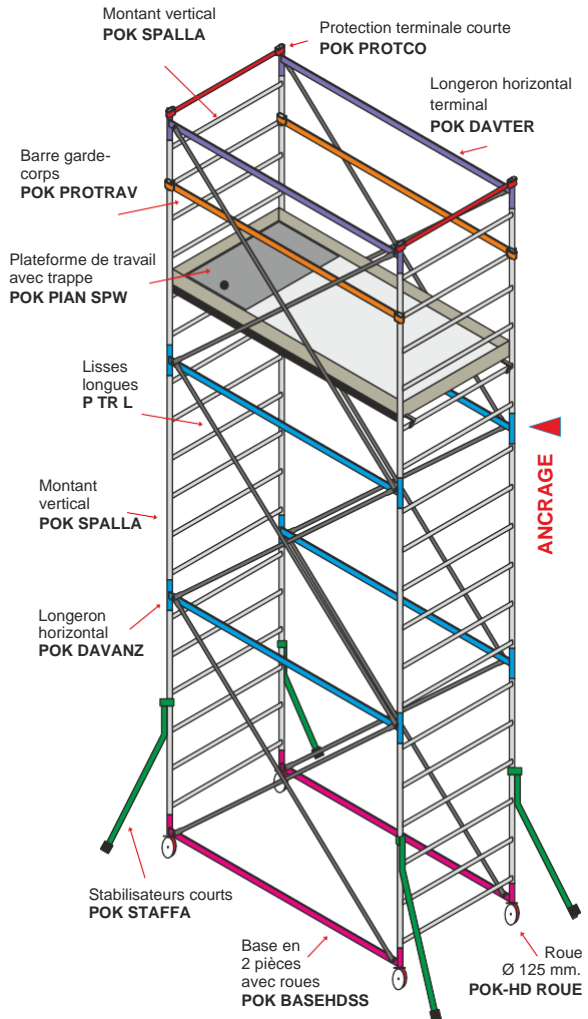 Montant vertical
POK SPALLA
Protection terminale courte
POK PROTCO
Longeron horizontal
terminal
POK DAVTER
Barre garde-
corps
POK PROTRAV
Plateforme de travail
avec trappe
POK PIAN SPW
Lisses
longues
P TR L
ANCRAGE
Montant
vertical
POK SPALLA
Longeron
horizontal
POK DAVANZ
Stabilisateurs courts
POK STAFFA
Base en
2 pièces
avec roues
POK BASEHDSS
Roue
Ø 125 mm.
POK-HD ROUE